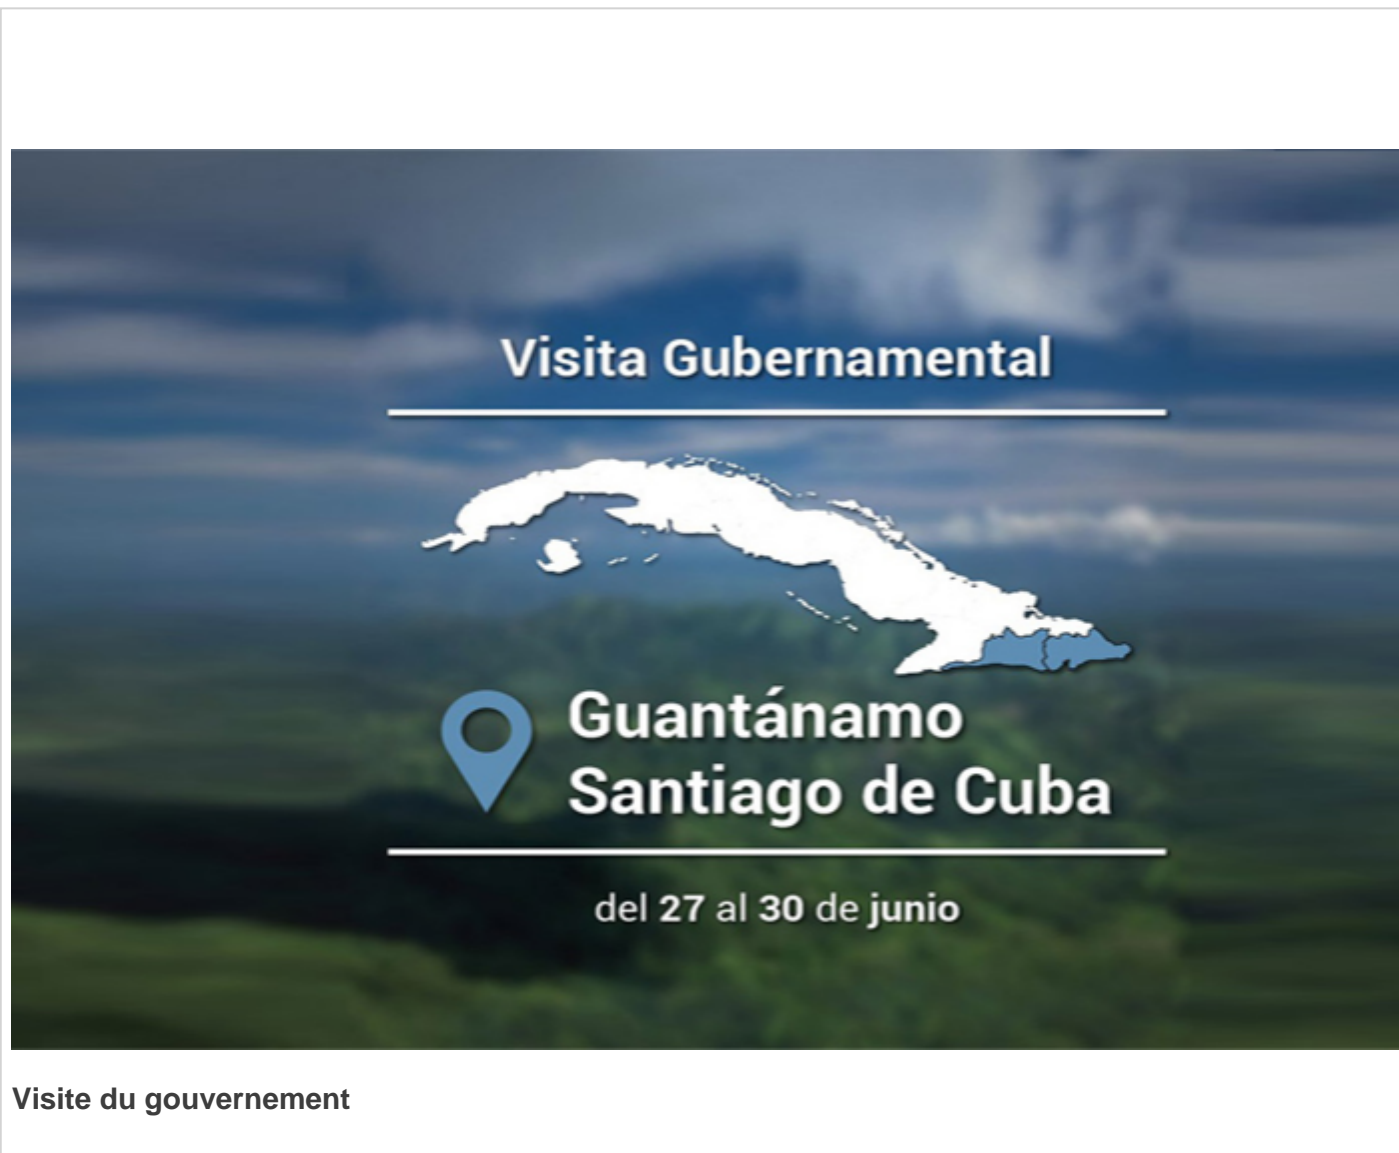 Visita Gubernamental
Guantánamo
Santiago de Cuba
del 27 al 30 de junio
Visite du gouvernement